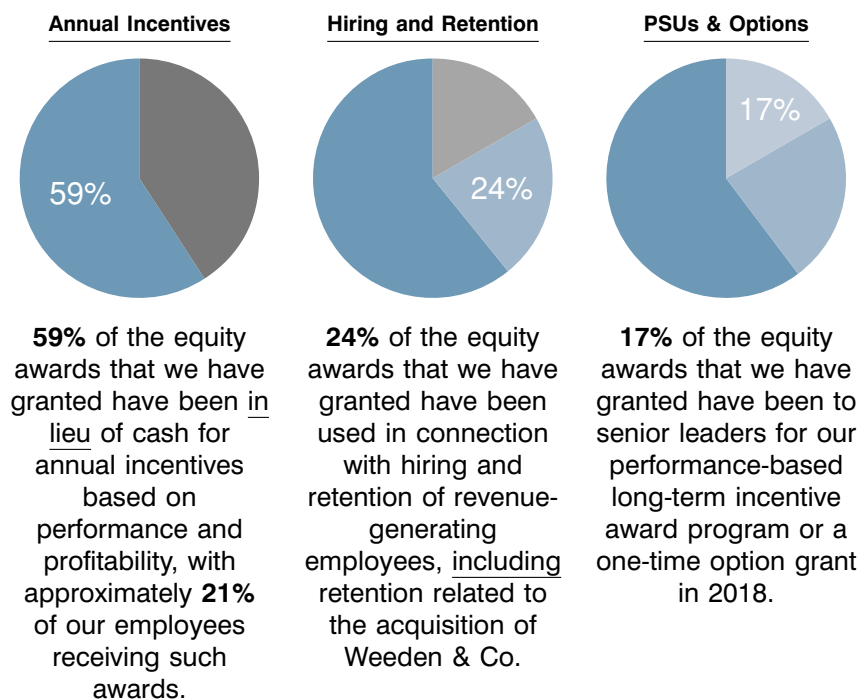 Annual Incentives
59%
59% of the equity
awards that we have
granted have been in
lieu of cash for
annual incentives
based on
performance and
profitability, with
approximately 21%
of our employees
receiving such
awards.
Hiring and Retention
24%
24% of the equity
awards that we have
granted have been
used in connection
with hiring and
retention of revenue-
generating
employees, including
retention related to
the acquisition of
Weeden & Co.
PSUs & Options
17%
17% of the equity
awards that we have
granted have been to
senior leaders for our
performance-based
long-term incentive
award program or a
one-time option grant
in 2018.